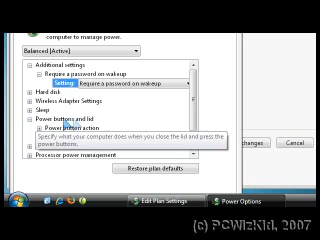 computer to manage power.
Balanced [Active]
Additional settings
Require a password on wakeup
Setting: Require a password on wakeup
Hard disk
Wireless Adapter Settings
Sleep
Power buttons and lid
Power button action
Specify what your computer does when you close the lid and press the
power buttons.
Processor power management
changes
Cancel
Restore plan defaults
Edit Plan Settings
Power Options
(c) PCWizKid, 2007